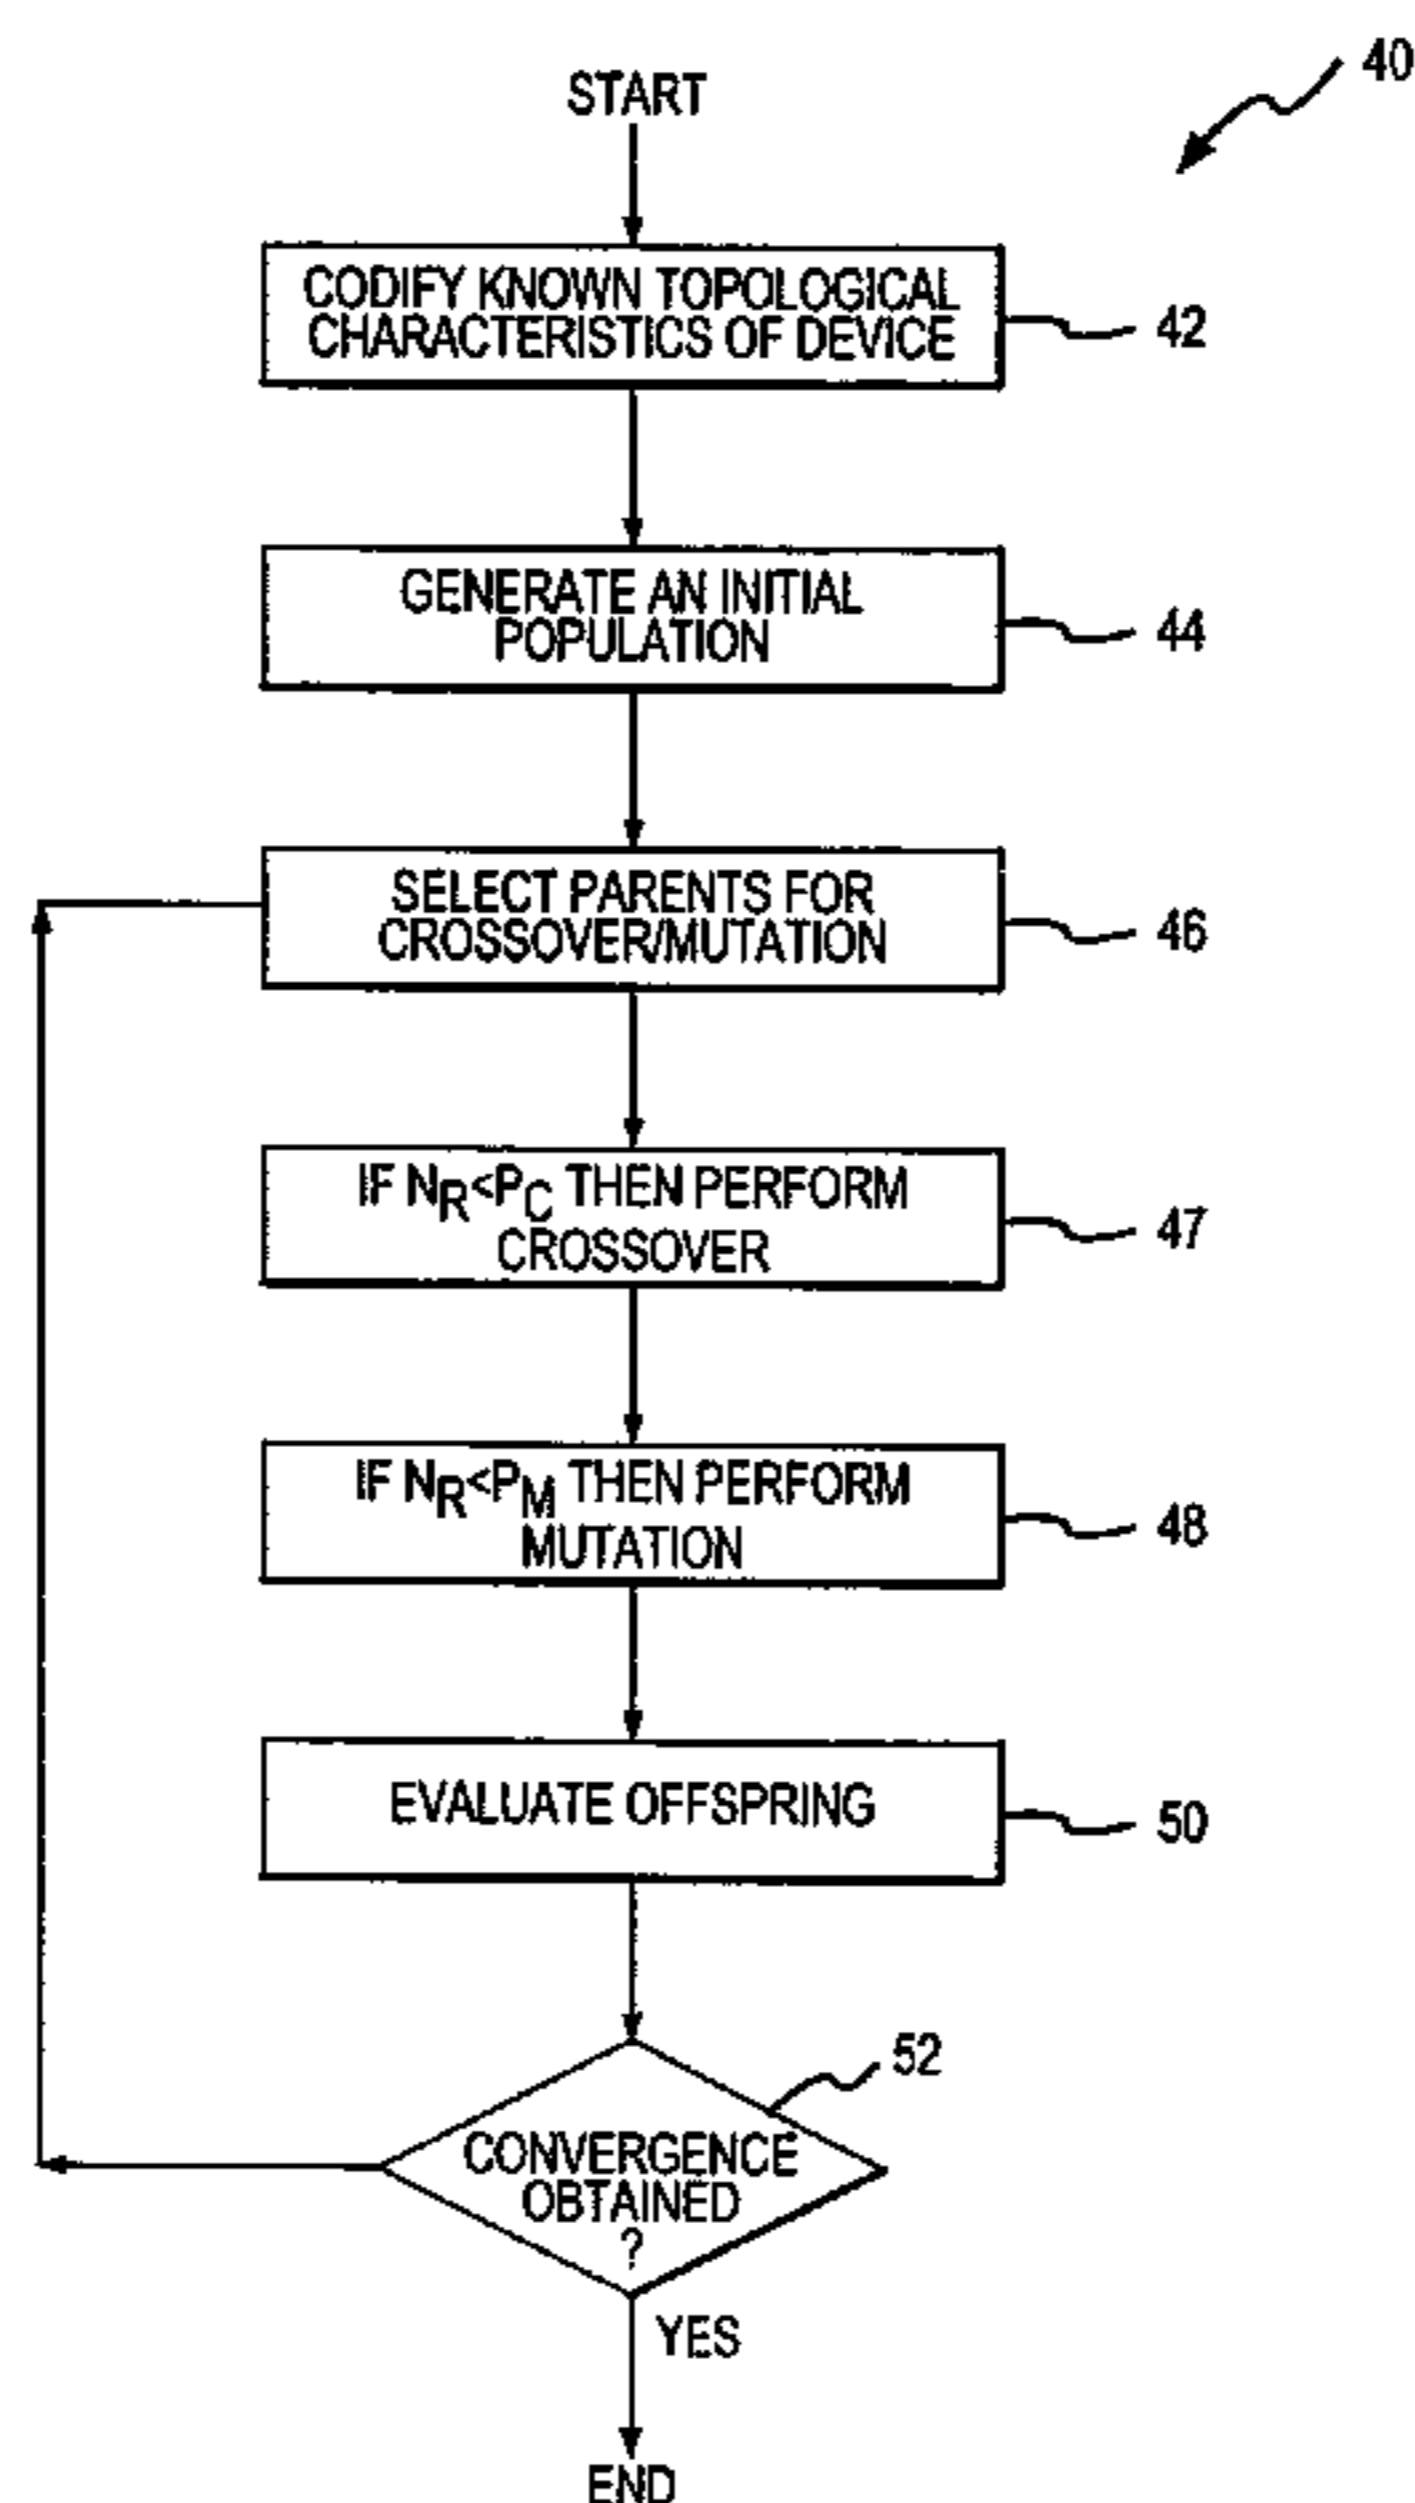 40
START
CODIFY KNOWN TOPOLOGICAL
CHARACTERISTICS OF DEVICE
42
GENERATE AN INITIAL
POPULATION
44
SELECT PARENTS FOR
CROSSOVER/MUTATION
46
IF NR<PC THEN PERFORM
CROSSOVER
47
IF NR<PM THEN PERFORM
MUTATION
48
EVALUATE OFFSPRING
50
52
CONVERGENCE
OBTAINED
?
YES
END